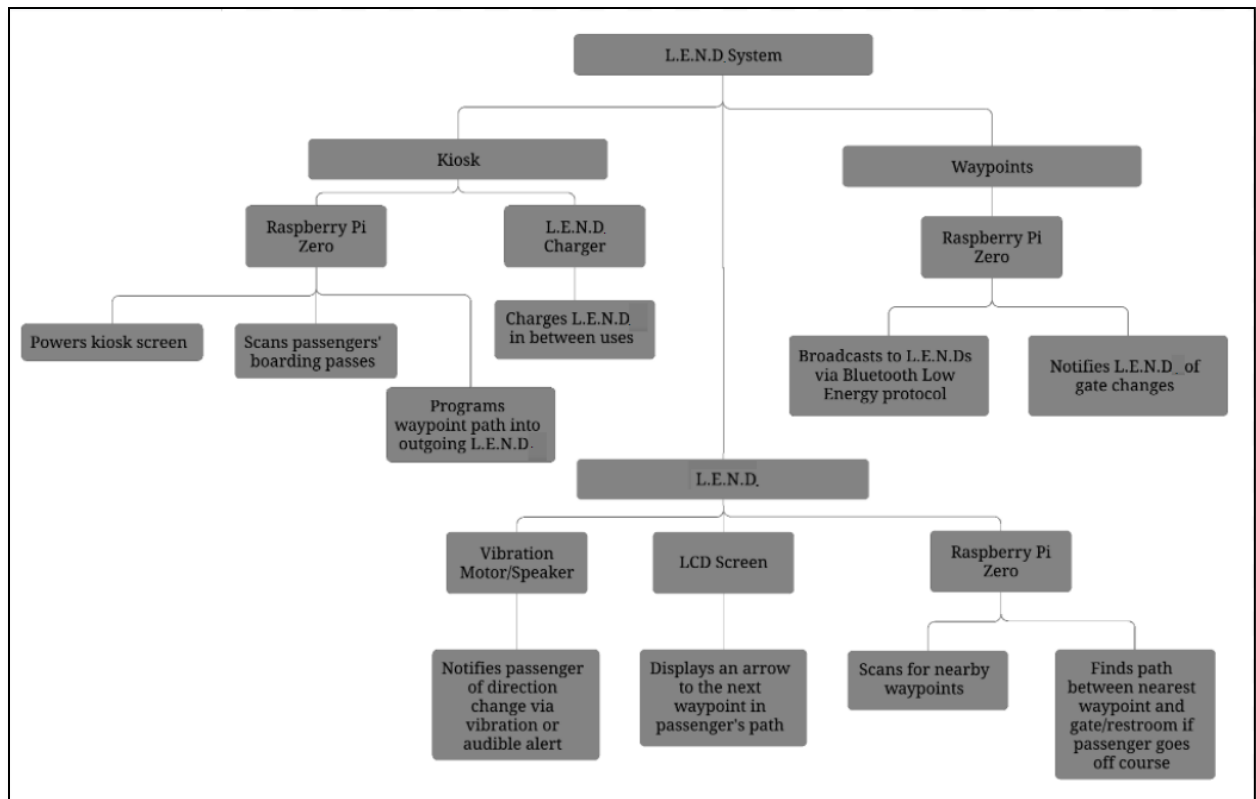 L.E.N.D. System
Kiosk
Waypoints
Raspberry Pi
Zero
L.E.N.D.
Charger
Raspberry Pi
Zero
Powers kiosk screen
Scans passengers'
boarding passes
Programs
waypoint path into
outgoing L.E.N.D.
Charges L.E.N.D.
in between uses
Broadcasts to L.E.N.Ds
via Bluetooth Low
Energy protocol
Notifies L.E.N.D. of
gate changes
L.E.N.D.
Vibration
Motor/Speaker
LCD Screen
Raspberry Pi
Zero
Notifies passenger
of direction
change via
vibration or
audible alert
Displays an arrow
to the next
waypoint in
passenger's path
Scans for nearby
waypoints
Finds path
between nearest
waypoint and
gate/restroom if
passenger goes
off course